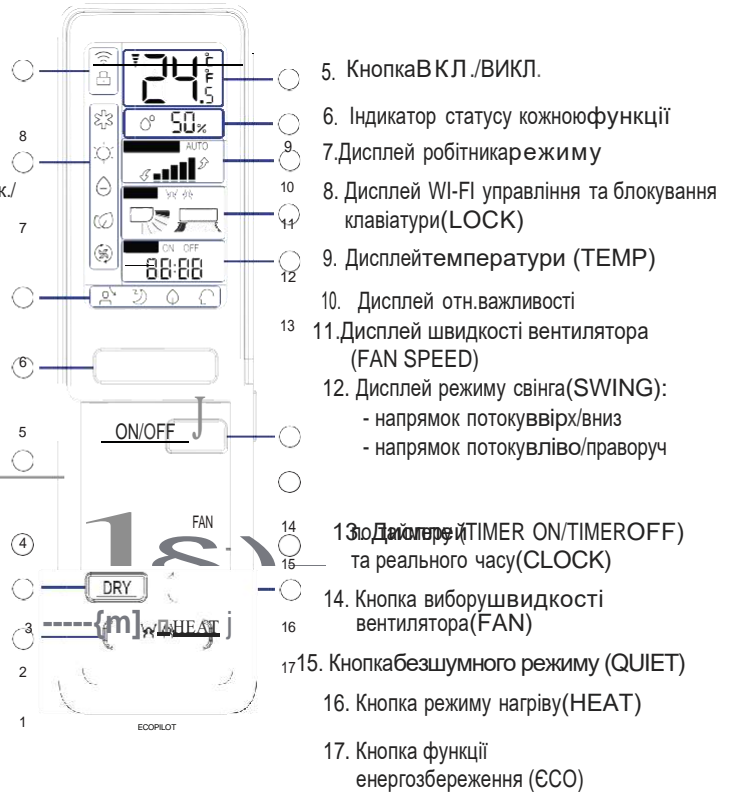 24.5
°C
°F
50%
AUTO
ON OFF
88:88
8
к./
7
6
5
4
3
2
1
9
10
11
12
13
14
15
16
17
ON/OFF
FAN
DRY
HEAT
ECOPILOT
5. КнопкаВКЛ./ВИКЛ.
6. Індикатор статусу кожноюфункції
7.Дисплей робітникарежиму
8. Дисплей WI-FI управління та блокування
клавіатури(LOCK)
9. Дисплейтемператури (TEMP)
10. Дисплей отн.важливості
11.Дисплей швидкості вентилятора
(FAN SPEED)
12. Дисплей режиму свінга(SWING):
- напрямок потокуввірх/вниз
- напрямок потокувліво/праворуч
(TIMER ON/TIMEROFF)
та реального часу(CLOCK)
14. Кнопка виборушвидкості
вентилятора(FAN)
15. Кнопкабезшумного режиму (QUIET)
16. Кнопка режиму нагріву(HEAT)
17. Кнопка функції
енергозбереження (ЄСО)